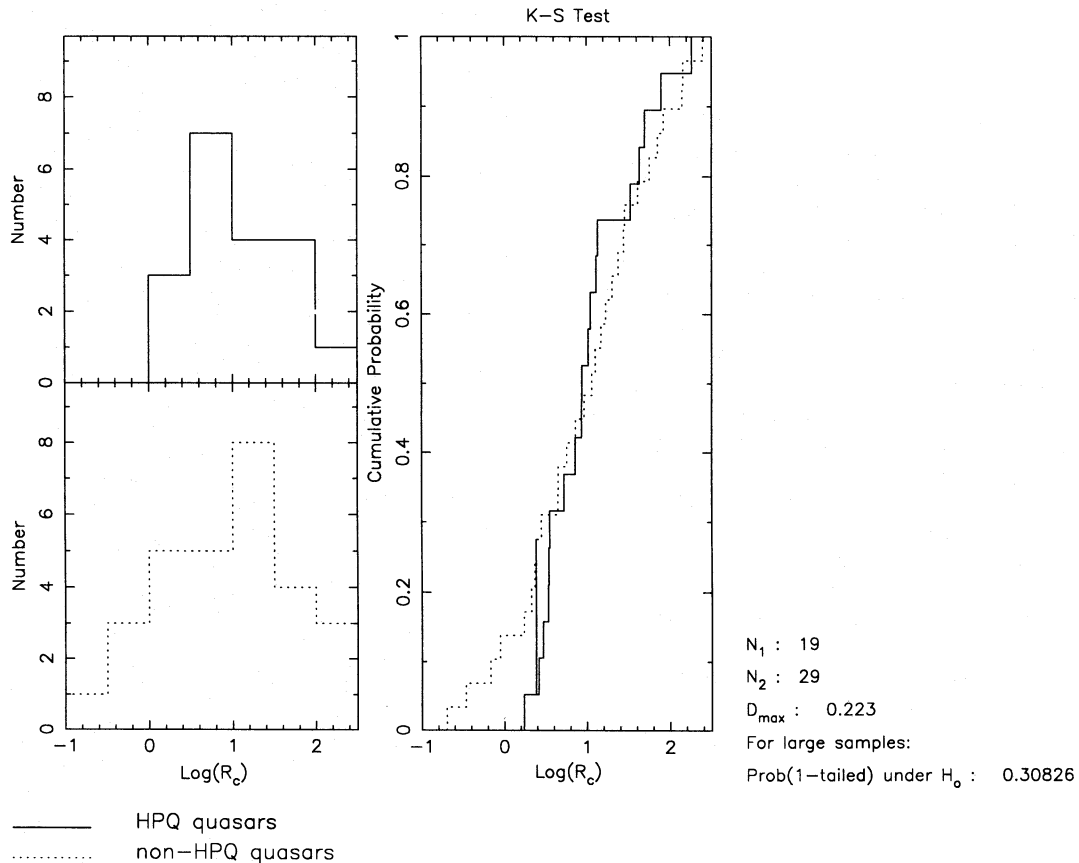 K-S Test
Number
8
6
4
2
0
Number
8
6
4
2
0
-1 0 1 2
Log(R_c)
Cumulative Probability
1
0.8
0.6
0.4
0.2
0
-1 0 1 2
Log(R_c)
N_1 : 19
N_2 : 29
D_max : 0.223
For large samples:
Prob(1-tailed) under H_o : 0.30826
HPQ quasars
non-HPQ quasars